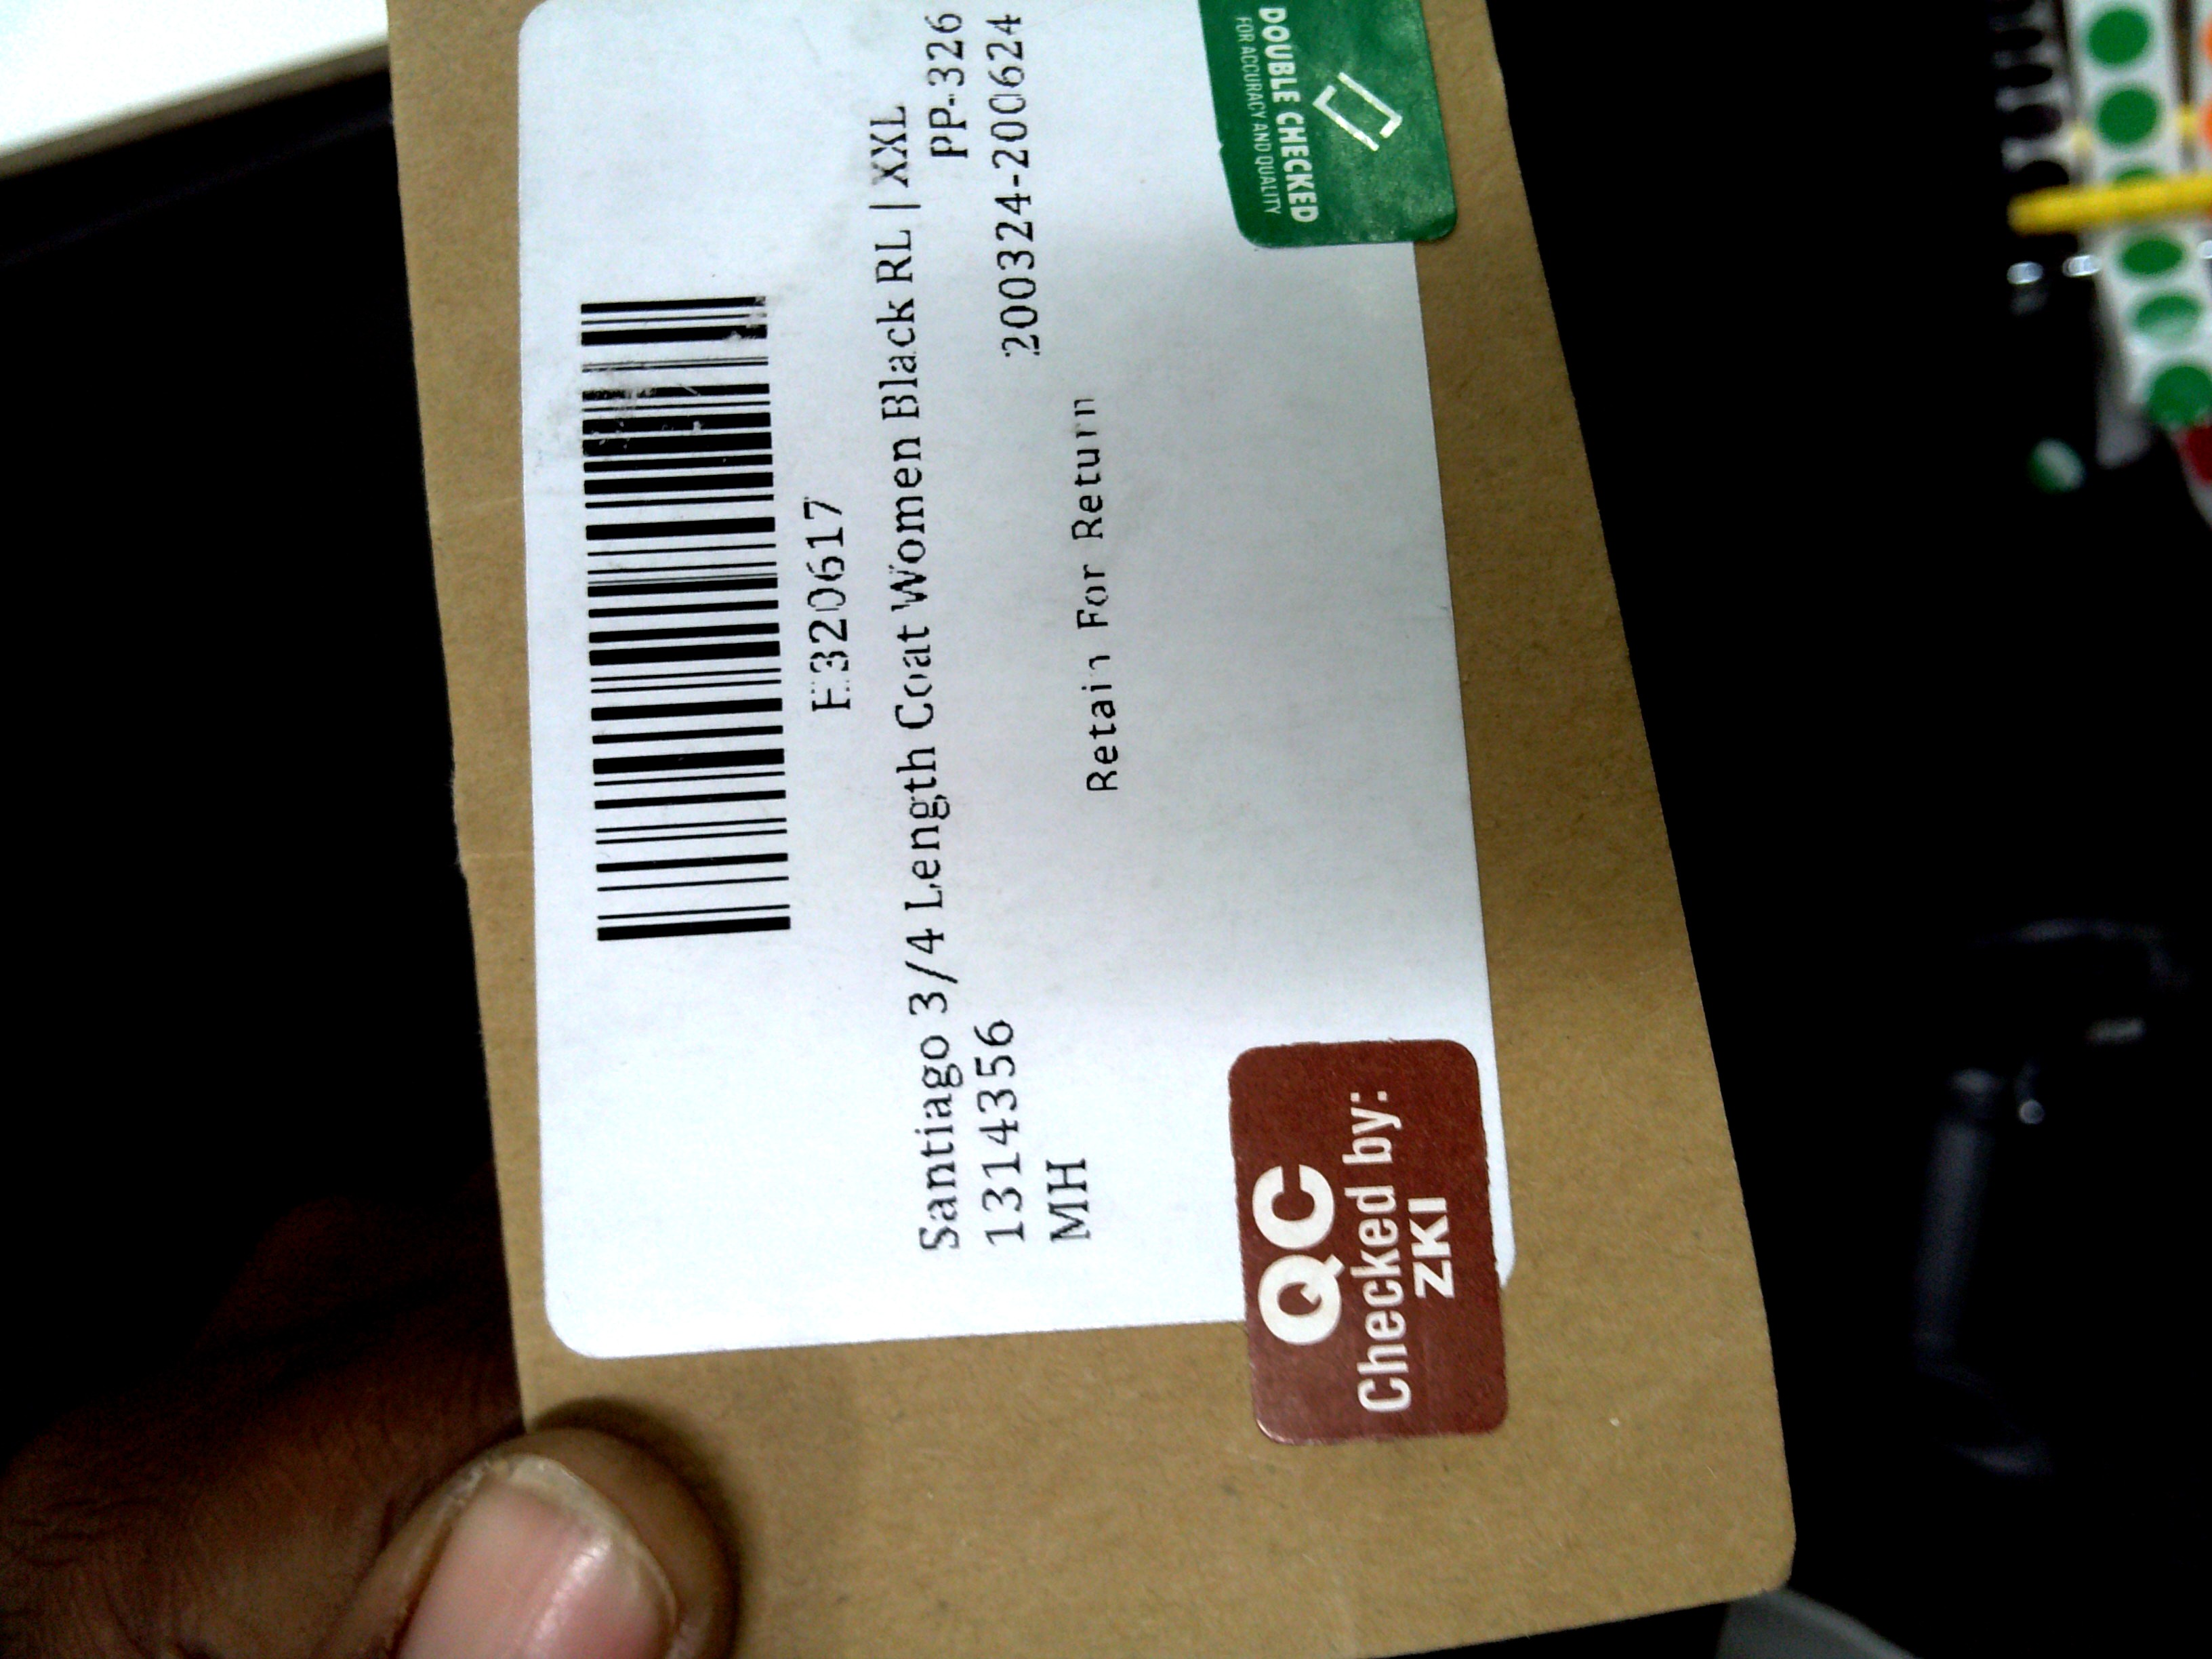 E320617
Santiago 3/4 Length Coat Women Black RL | XXL
1314356 PP-326
MH 200324-200624
Retain For Return
QC
Checked by:
ZKI
DOUBLE CHECKED
FOR ACCURACY AND QUALITY